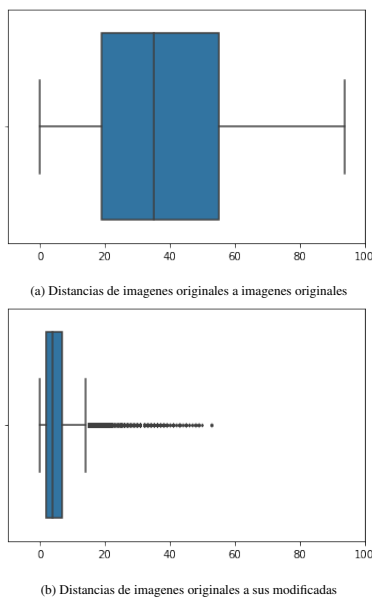 0 20 40 60 80 100
(a) Distancias de imagenes originales a imagenes originales
0 20 40 60 80 100
(b) Distancias de imagenes originales a sus modificadas